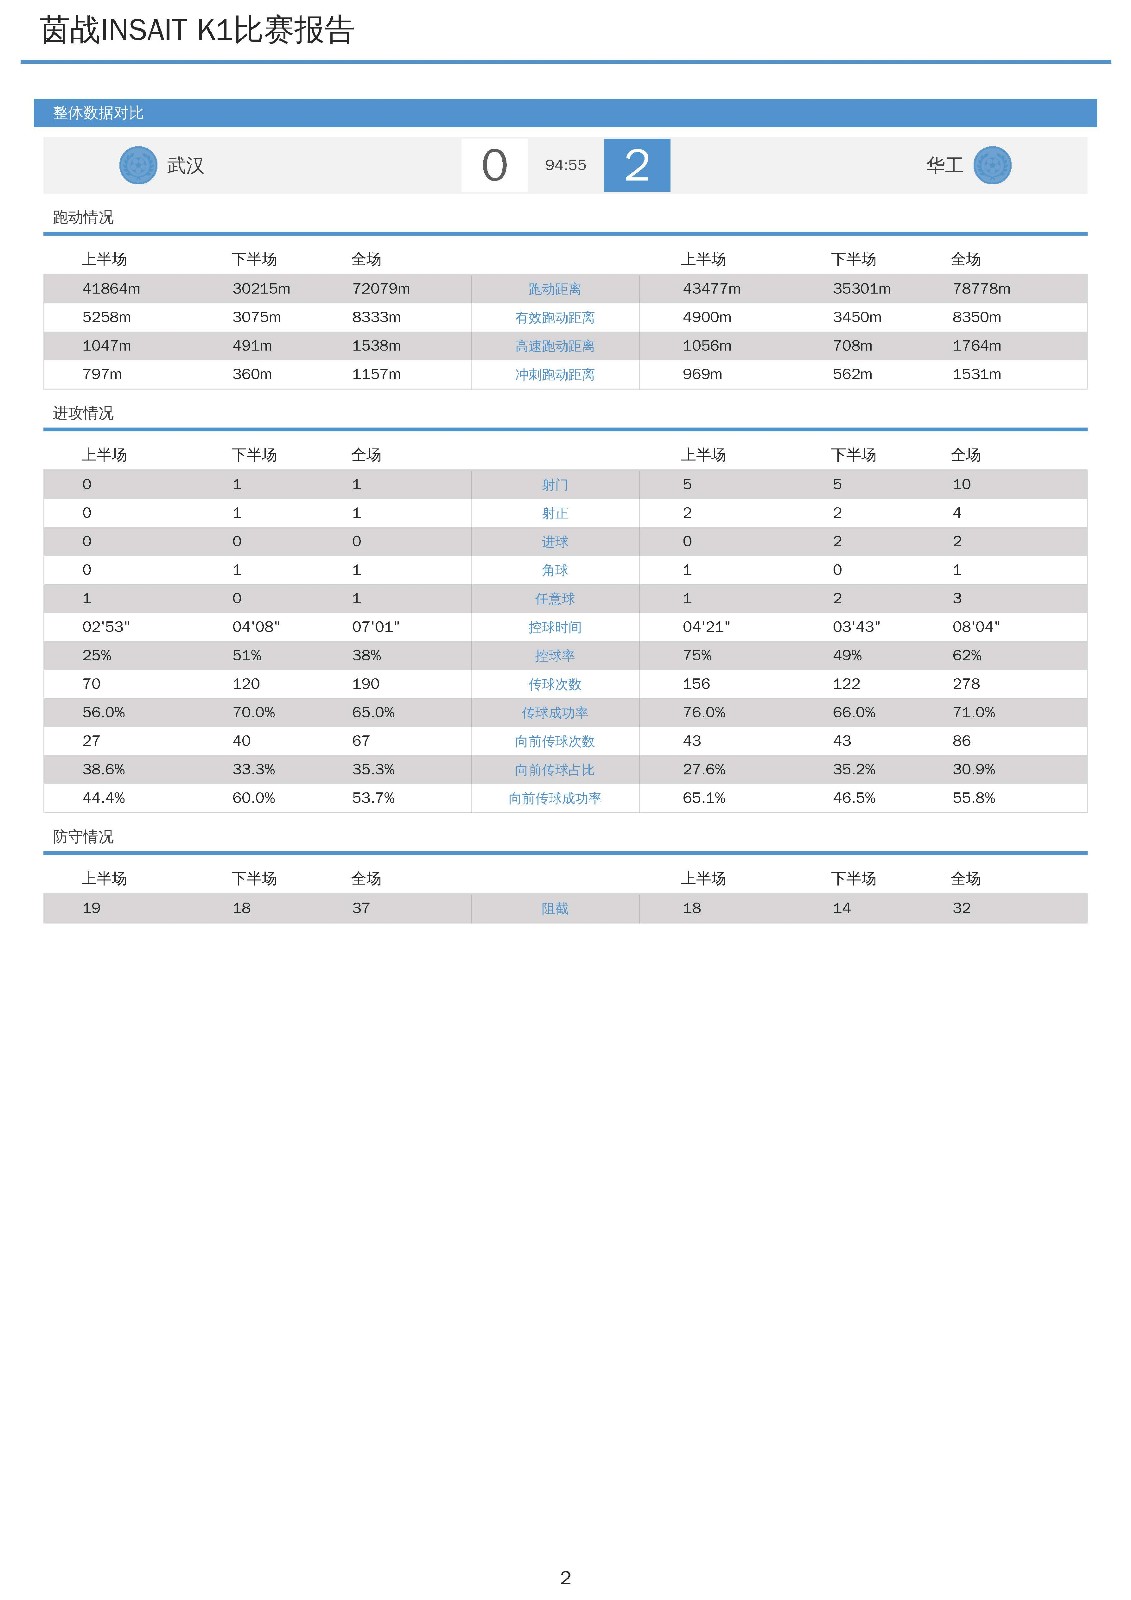 茵战INSAIT K1比赛报告
整体数据对比
武汉 0 94:55 2 华工
跑动情况
上半场 下半场 全场 上半场 下半场 全场
41864m 30215m 72079m 跑动距离 43477m 35301m 78778m
5258m 3075m 8333m 有效跑动距离 4900m 3450m 8350m
1047m 491m 1538m 高速跑动距离 1056m 708m 1764m
797m 360m 1157m 冲刺跑动距离 969m 562m 1531m
进攻情况
上半场 下半场 全场 上半场 下半场 全场
0 1 1 射门 5 5 10
0 1 1 射正 2 2 4
0 0 0 进球 0 2 2
0 1 1 角球 1 0 1
1 0 1 任意球 1 2 3
02'53" 04'08" 07'01" 控球时间 04'21" 03'43" 08'04"
25% 51% 38% 控球率 75% 49% 62%
70 120 190 传球次数 156 122 278
56.0% 70.0% 65.0% 传球成功率 76.0% 66.0% 71.0%
27 40 67 向前传球次数 43 43 86
38.6% 33.3% 35.3% 向前传球占比 27.6% 35.2% 30.9%
44.4% 60.0% 53.7% 向前传球成功率 65.1% 46.5% 55.8%
防守情况
上半场 下半场 全场 上半场 下半场 全场
19 18 37 阻截 18 14 32
2